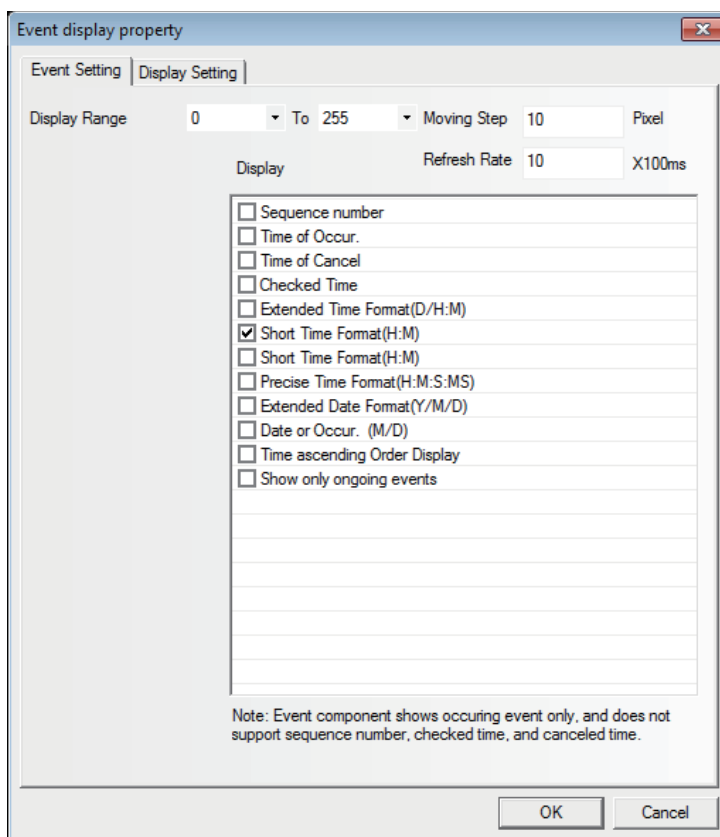 Event display property
Event Setting Display Setting
Display Range 0 To 255 Moving Step 10 Pixel
Refresh Rate 10 X100ms
Display
Sequence number
Time of Occur.
Time of Cancel
Checked Time
Extended Time Format(D/H:M)
Short Time Format(H:M)
Short Time Format(H:M)
Precise Time Format(H:M:S:MS)
Extended Date Format(Y/M/D)
Date or Occur. (M/D)
Time ascending Order Display
Show only ongoing events
Note: Event component shows occuring event only, and does not
support sequence number, checked time, and canceled time.
OK Cancel